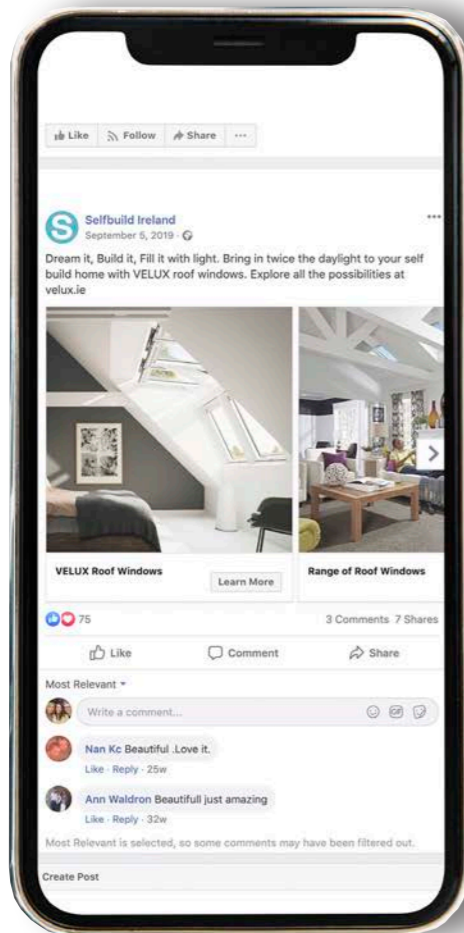 Like Follow Share ...
S Selfbuild Ireland ...
September 5, 2019 ·
Dream it, Build it, Fill it with light. Bring in twice the daylight to your self
build home with VELUX roof windows. Explore all the possibilities at
velux.ie
VELUX Roof Windows
Learn More
Range of Roof Windows
75
3 Comments 7 Shares
Like Comment Share
Most Relevant
Write a comment...
GIF
Nan Kc Beautiful .Love it.
Like · Reply · 25w
Ann Waldron Beautifull just amazing
Like · Reply · 32w
Most Relevant is selected, so some comments may have been filtered out.
Create Post